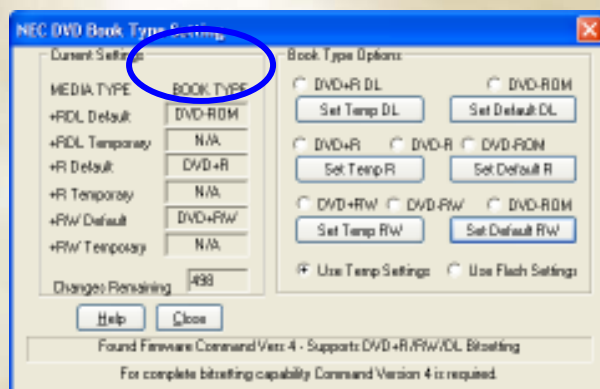 NEC DVD Book Type Setting
Current Settings
MEDIA TYPE BOOK TYPE
+RDL Default DVD-ROM
+RDL Temporary N/A
+R Default DVD+R
+R Temporary N/A
+RW Default DVD+RW
+RW Temporary N/A
Changes Remaining 498
Book Type Options
DVD+R DL DVD-ROM
Set Temp DL Set Default DL
DVD+R DVD-R DVD-ROM
Set Temp R Set Default R
DVD+RW DVD-RW DVD-ROM
Set Temp RW Set Default RW
Use Temp Settings Use Flash Settings
Help Close
Found Firmware Command Vers 4 - Supports DVD+R/RW/DL Bitsetting
For complete bitsetting capability Command Version 4 is required.